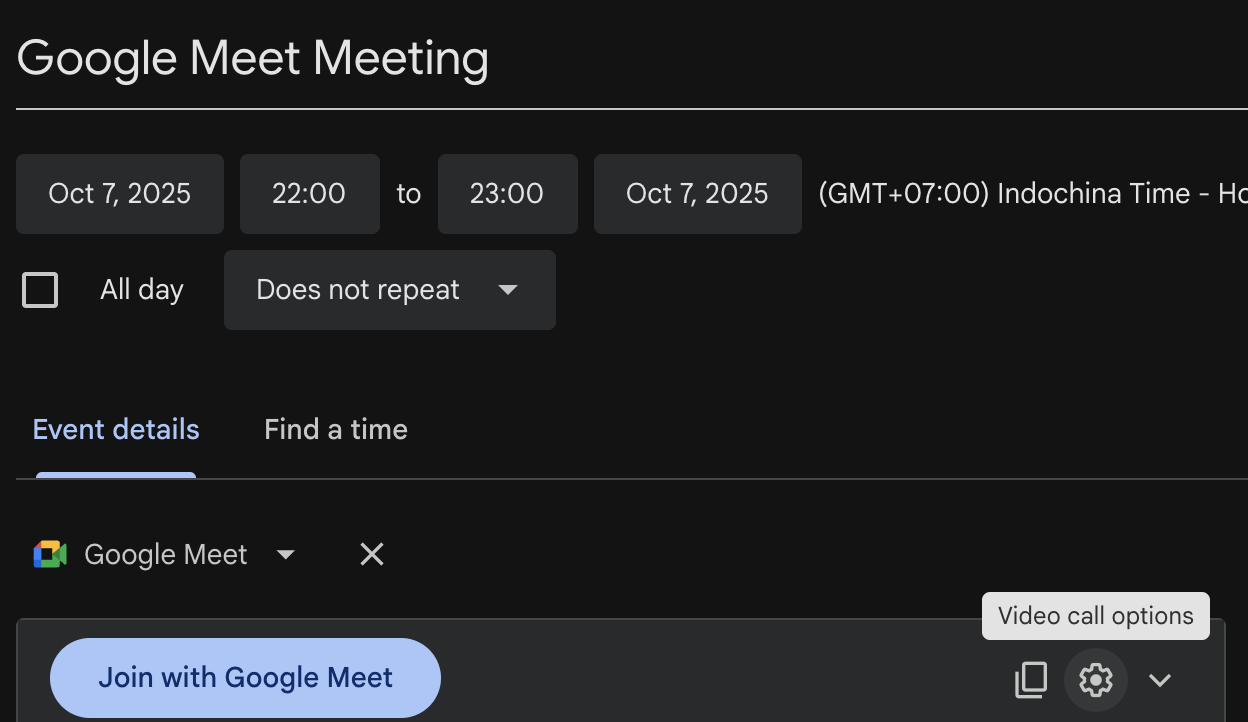 Google Meet Meeting
Oct 7, 2025 22:00 to 23:00 Oct 7, 2025 (GMT+07:00) Indochina Time -
All day Does not repeat
Event details Find a time
Google Meet
Video call options
Join with Google Meet